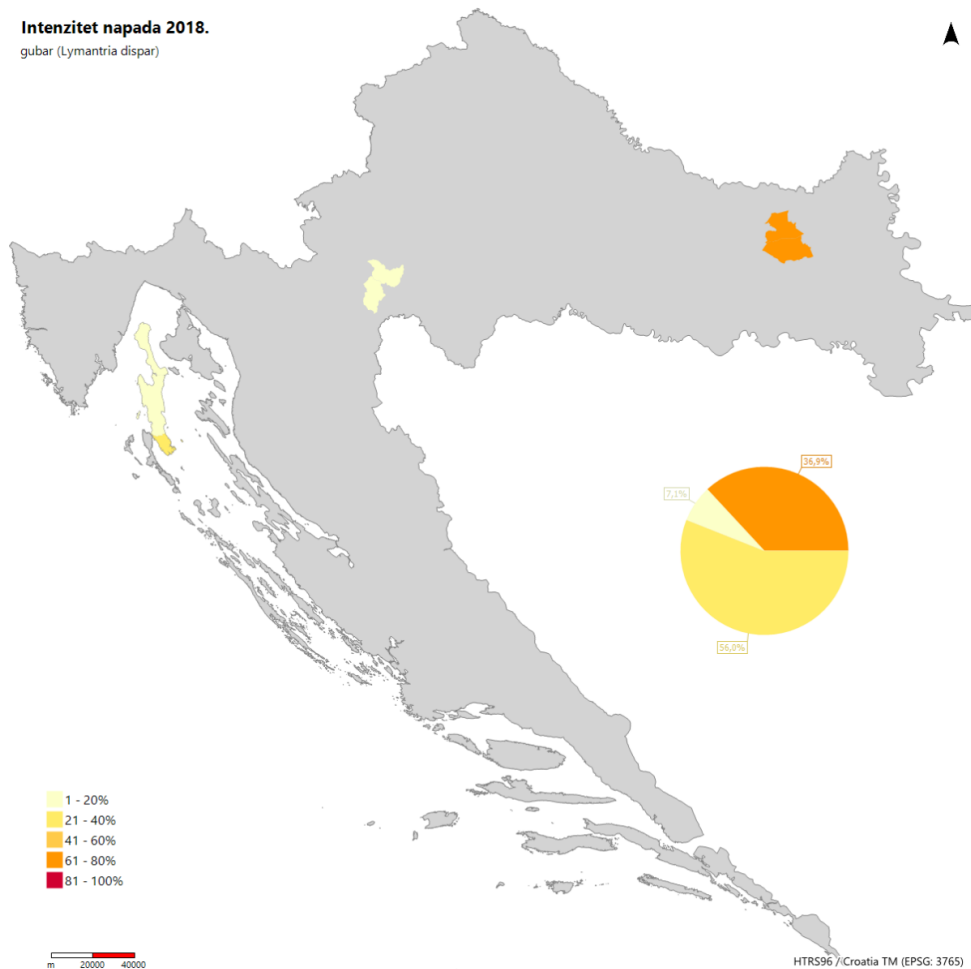 Intenzitet napada 2018.
gubar (Lymantria dispar)
36,9%
7,1%
56,0%
1 - 20%
21 - 40%
41 - 60%
61 - 80%
81 - 100%
m 20000 40000
HTRS96 / Croatia TM (EPSG: 3765)